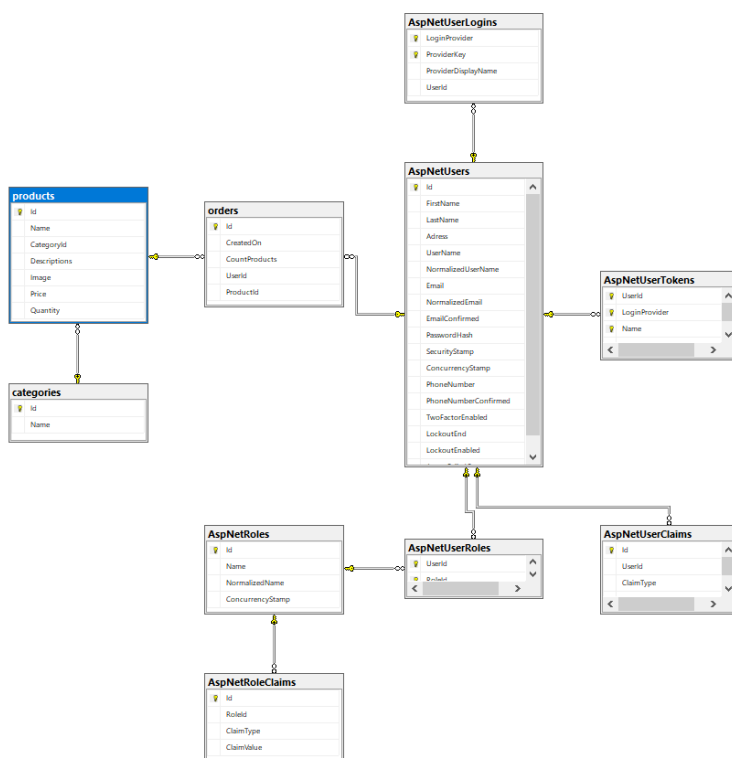 AspNetUserLogins
LoginProvider
ProviderKey
ProviderDisplayName
UserId
AspNetUsers
Id
FirstName
LastName
Adress
UserName
NormalizedUserName
Email
NormalizedEmail
EmailConfirmed
PasswordHash
SecurityStamp
ConcurrencyStamp
PhoneNumber
PhoneNumberConfirmed
TwoFactorEnabled
LockoutEnd
LockoutEnabled
products
Id
Name
CategoryId
Descriptions
Image
Price
Quantity
orders
Id
CreatedOn
CountProducts
UserId
ProductId
AspNetUserTokens
UserId
LoginProvider
Name
categories
Id
Name
AspNetRoles
Id
Name
NormalizedName
ConcurrencyStamp
AspNetUserRoles
UserId
RoleId
AspNetUserClaims
Id
UserId
ClaimType
AspNetRoleClaims
Id
RoleId
ClaimType
ClaimValue